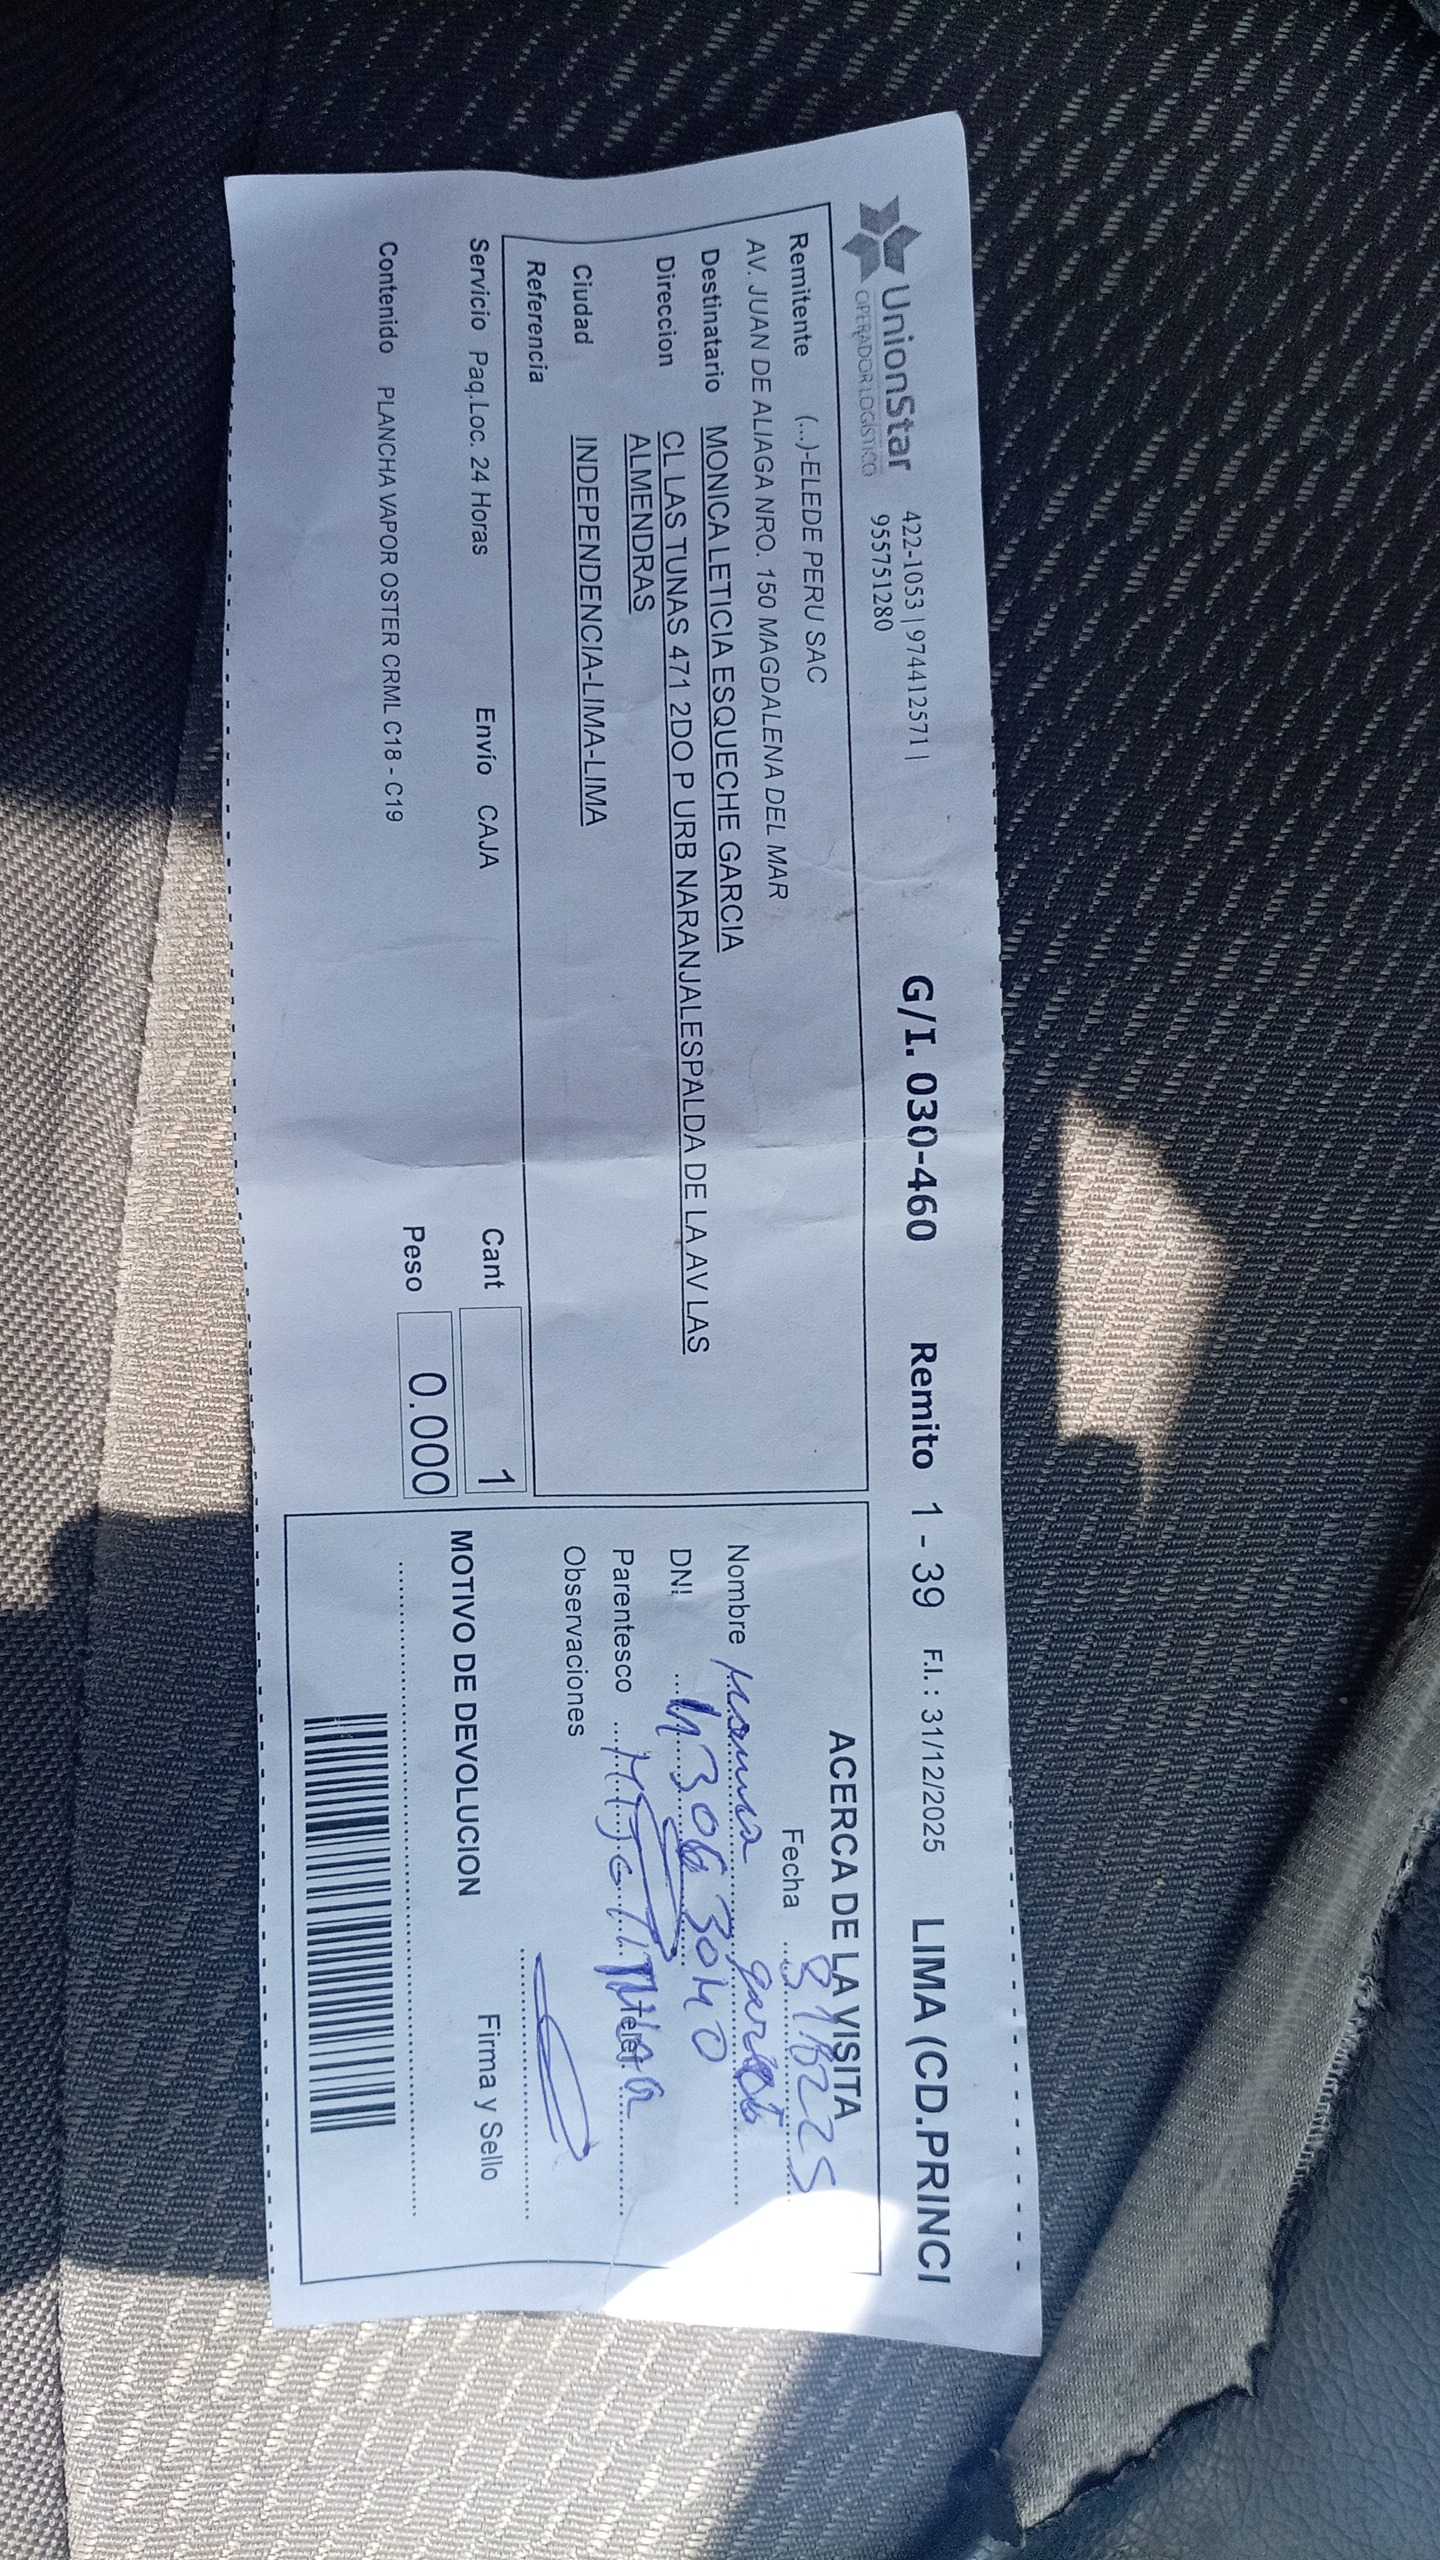 UnionStar
OPERADOR LOGÍSTICO
422-1053 | 974412571 |
955751280
G/I. 030-460
Remito 1 - 39
F.I. : 31/12/2025
LIMA (CD.PRINCI
Remitente (...)-ELEDE PERU SAC
AV. JUAN DE ALIAGA NRO. 150 MAGDALENA DEL MAR
Destinatario MONICA LETICIA ESQUECHE GARCIA
Direccion CL LAS TUNAS 471 2DO P URB NARANJALESPALDA DE LA AV LAS
ALMENDRAS
Ciudad INDEPENDENCIA-LIMA-LIMA
Referencia
Servicio Paq.Loc. 24 Horas Envío CAJA Cant 1
Contenido PLANCHA VAPOR OSTER CRML C18 - C19 Peso 0.000
ACERCA DE LA VISITA
Fecha
Nombre
DNI
Parentesco
Observaciones
Firma y Sello
MOTIVO DE DEVOLUCION